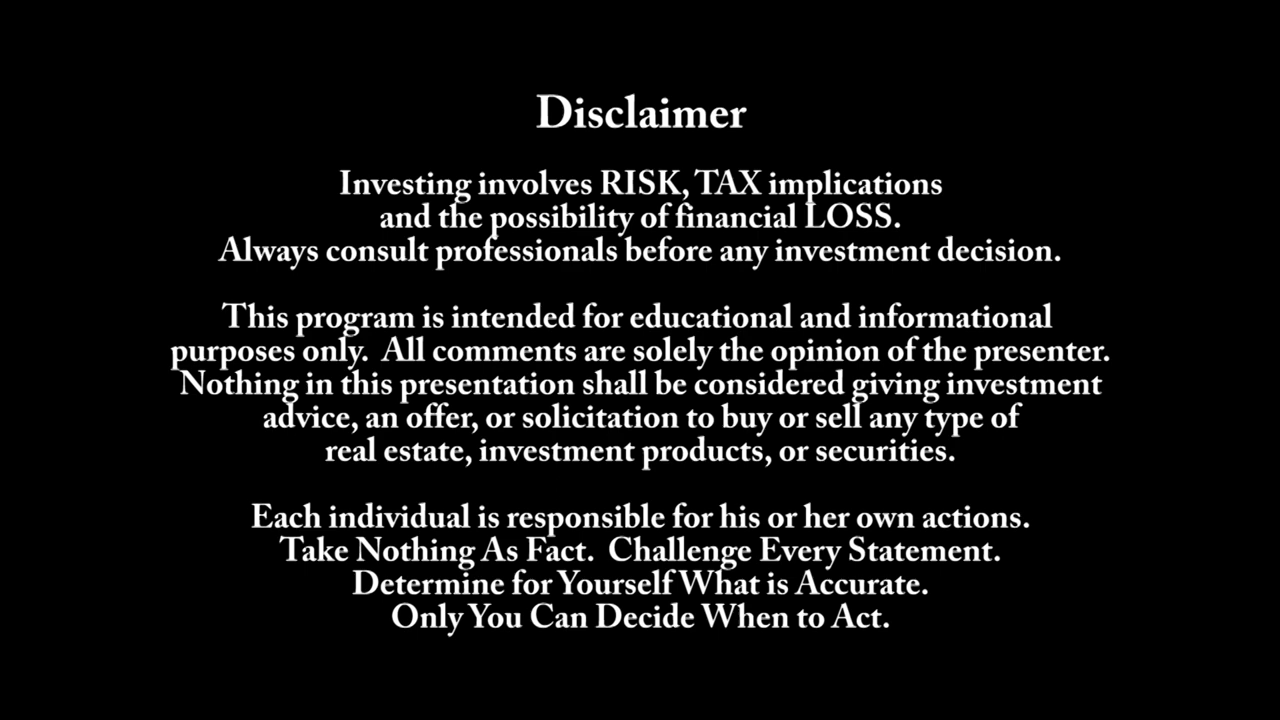 Disclaimer
Investing involves RISK, TAX implications
and the possibility of financial LOSS.
Always consult professionals before any investment decision.
This program is intended for educational and informational
purposes only.  All comments are solely the opinion of the presenter.
Nothing in this presentation shall be considered giving investment
advice, an offer, or solicitation to buy or sell any type of
real estate, investment products, or securities.
Each individual is responsible for his or her own actions.
Take Nothing As Fact.  Challenge Every Statement.
Determine for Yourself What is Accurate.
Only You Can Decide When to Act.